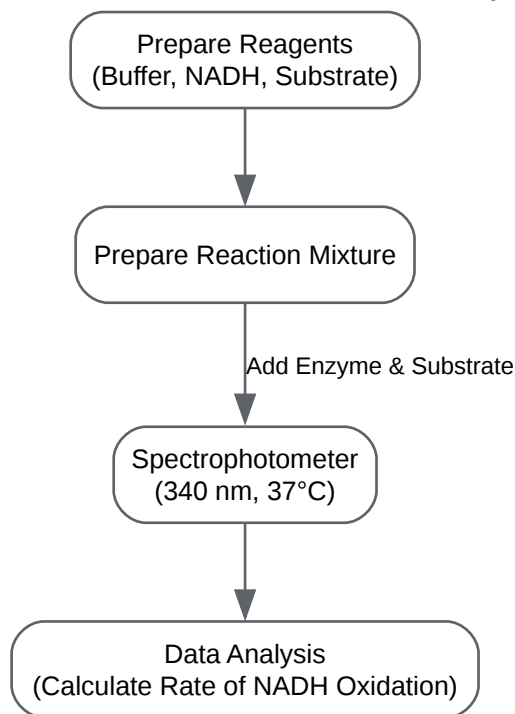 Prepare Reagents
(Buffer, NADH, Substrate)
Prepare Reaction Mixture
Add Enzyme & Substrate
Spectrophotometer
(340 nm, 37°C)
Data Analysis
(Calculate Rate of NADH Oxidation)